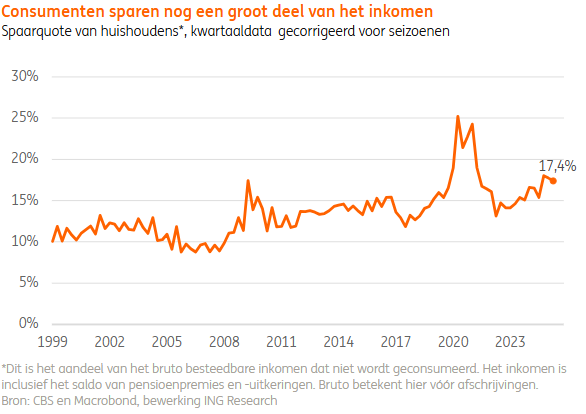 Consumenten sparen nog een groot deel van het inkomen
Spaarquote van huishoudens*, kwartaaldata  gecorrigeerd voor seizoenen
30%
25%
20%
17,4%
15%
10%
5%
0%
1999 2002 2005 2008 2011 2014 2017 2020 2023
*Dit is het aandeel van het bruto besteedbare inkomen dat niet wordt geconsumeerd. Het inkomen is
inclusief het saldo van pensioenpremies en -uitkeringen. Bruto betekent hier vóór afschrijvingen.
Bron: CBS en Macrobond, bewerking ING Research